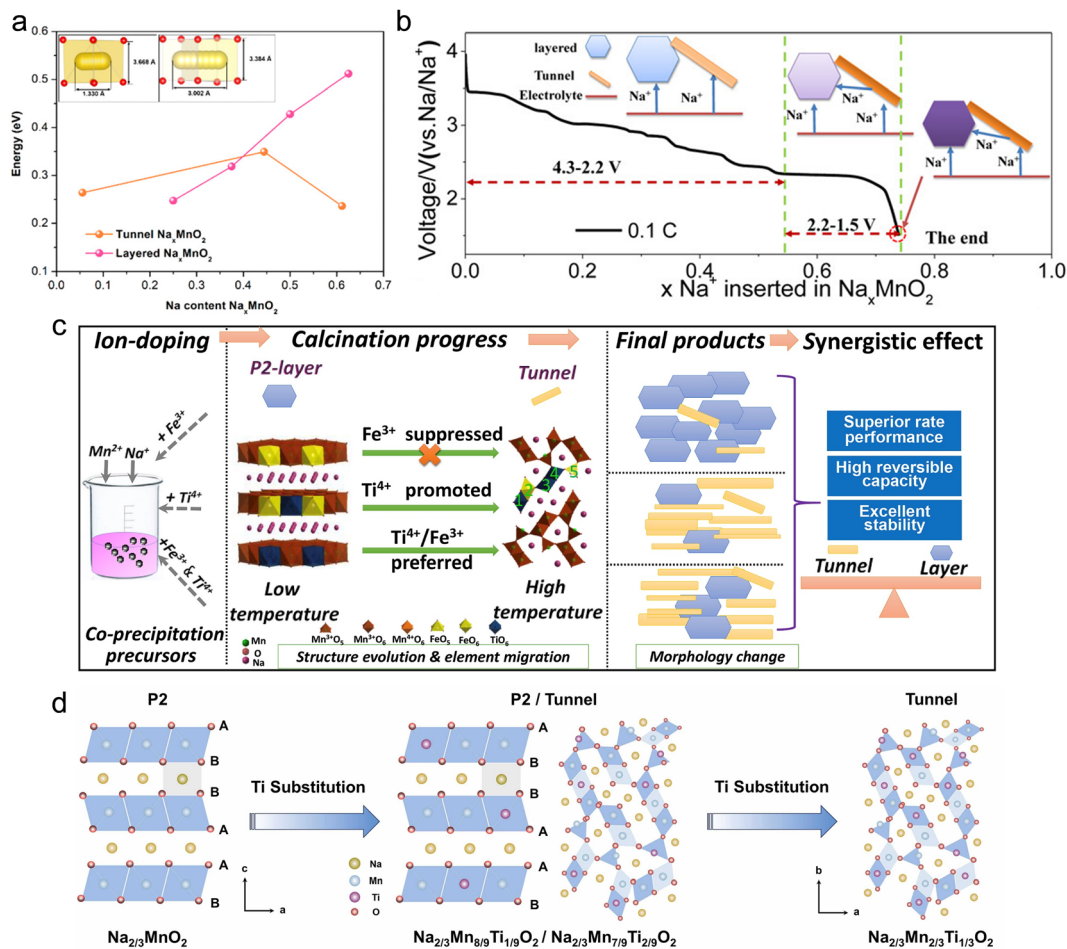 a
3.668 Å
1.330 Å
3.384 Å
3.002 Å
Energy (eV)
0.6
0.5
0.4
0.3
0.2
0.1
Tunnel NaₓMnO₂
Layered NaₓMnO₂
0.0 0.1 0.2 0.3 0.4 0.5 0.6 0.7
Na content NaₓMnO₂
b
Voltage/V(vs.Na/Na⁺)
4
3
2
1
layered
Tunnel
Electrolyte
Na⁺ Na⁺
Na⁺
Na⁺ Na⁺
Na⁺
Na⁺ Na⁺
4.3-2.2 V
2.2-1.5 V
0.1 C
The end
0.0 0.2 0.4 0.6 0.8 1.0
x Na⁺ inserted in NaₓMnO₂
c
Ion-doping
Calcination progress
Final products
Synergistic effect
P2-layer
Tunnel
+ Fe³⁺
Mn²⁺ Na⁺
+ Ti⁴⁺
+Fe³⁺
& Ti⁴⁺
Co-precipitation
precursors
Fe³⁺ suppressed
Ti⁴⁺ promoted
Ti⁴⁺/Fe³⁺
preferred
1 2 3 4 5
Low
temperature
High
temperature
Mn
O
Na
Mn³⁺O₅ Mn³⁺O₆ Mn⁴⁺O₆ FeO₅ FeO₆ TiO₆
Structure evolution & element migration
Morphology change
Superior rate
performance
High reversible
capacity
Excellent
stability
Tunnel
Layer
d
P2
P2 / Tunnel
Tunnel
A
B
B
A
A
B
Ti Substitution
A
B
B
A
A
B
Ti Substitution
Na
Mn
Ti
O
c
a
b
a
Na₂/₃MnO₂
Na₂/₃Mn₈/₉Ti₁/₉O₂ / Na₂/₃Mn₇/₉Ti₂/₉O₂
Na₂/₃Mn₂/₃Ti₁/₃O₂